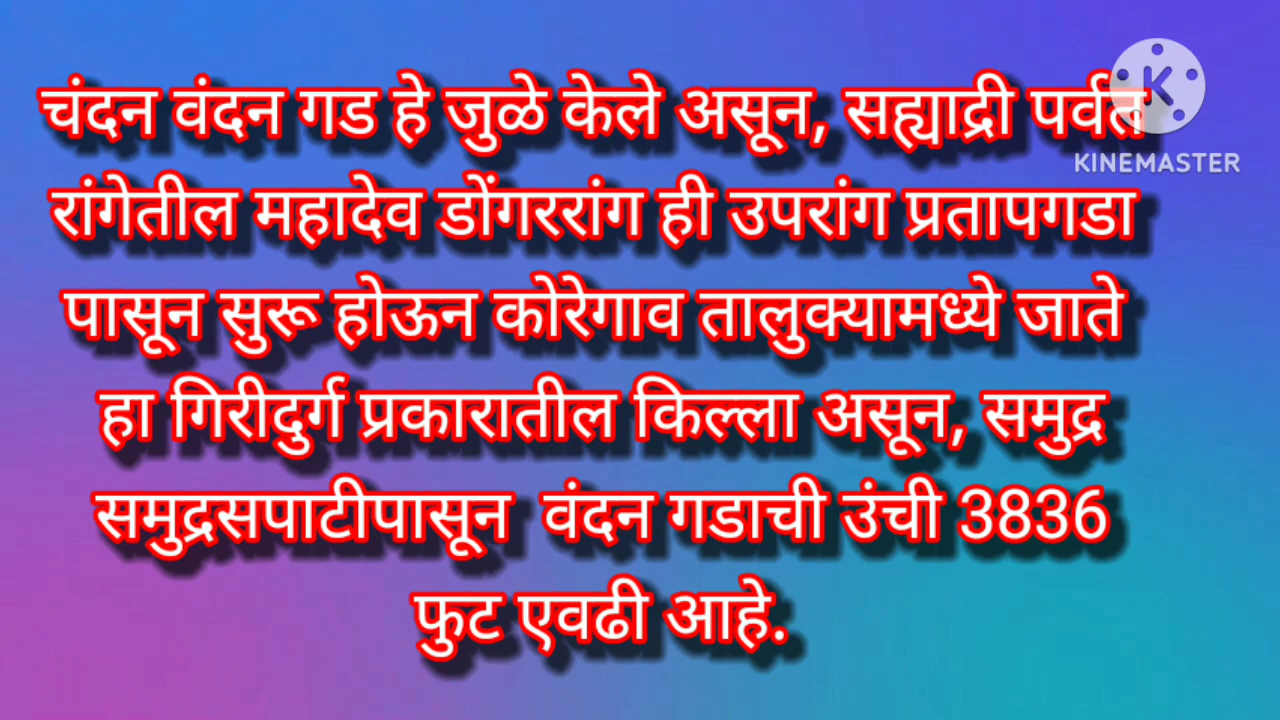 चंदन वंदन गड हे जुळे केले असून, सह्याद्री पर्वत
रांगेतील महादेव डोंगररांग ही उपरांग प्रतापगडा
पासून सुरू होऊन कोरेगाव तालुक्यामध्ये जाते
हा गिरीदुर्ग प्रकारातील किल्ला असून, समुद्र
समुद्रसपाटीपासून वंदन गडाची उंची 3836
फुट एवढी आहे.
KINEMASTER